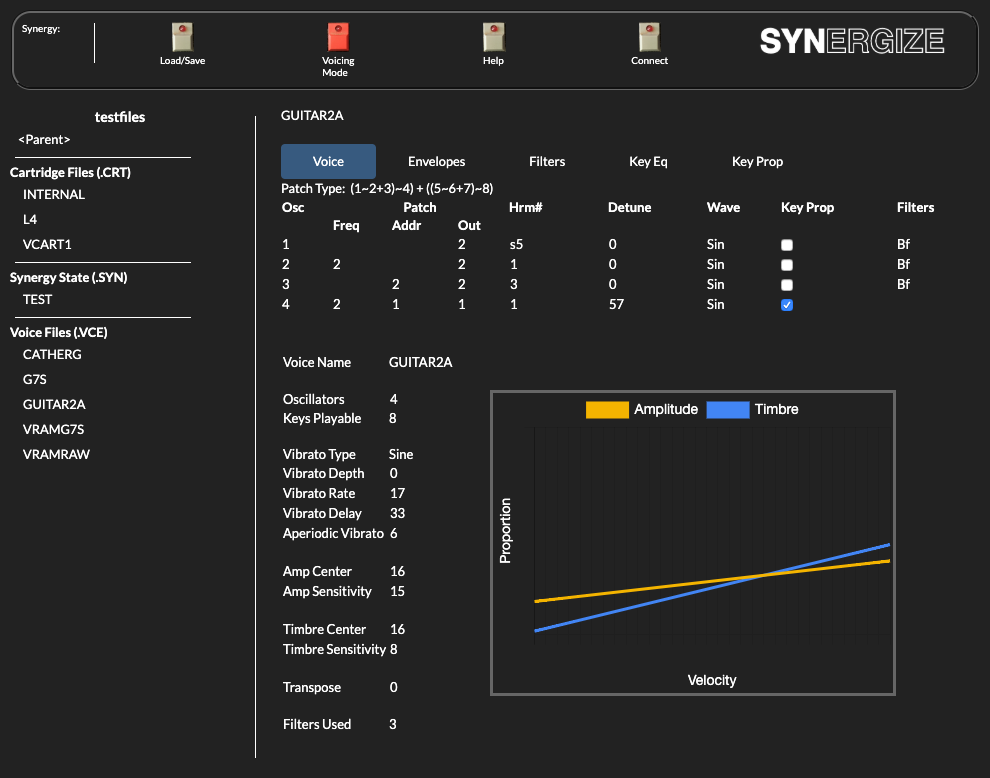 Synergy:
Load/Save
Voicing
Mode
Help
Connect
SYNERGIZE
testfiles
<Parent>
Cartridge Files (.CRT)
INTERNAL
L4
VCART1
Synergy State (.SYN)
TEST
Voice Files (.VCE)
CATHERG
G7S
GUITAR2A
VRAMG7S
VRAMRAW
GUITAR2A
Voice Envelopes Filters Key Eq Key Prop
Patch Type: (1~2+3)~4) + ((5~6+7)~8)
Osc Patch Hrm# Detune Wave Key Prop Filters
Freq Addr Out
1 2 s5 0 Sin Bf
2 2 2 1 0 Sin Bf
3 2 2 3 0 Sin Bf
4 2 1 1 1 57 Sin
Voice Name GUITAR2A
Oscillators 4
Keys Playable 8
Vibrato Type Sine
Vibrato Depth 0
Vibrato Rate 17
Vibrato Delay 33
Aperiodic Vibrato 6
Amp Center 16
Amp Sensitivity 15
Timbre Center 16
Timbre Sensitivity 8
Transpose 0
Filters Used 3
Amplitude Timbre
Proportion
Velocity